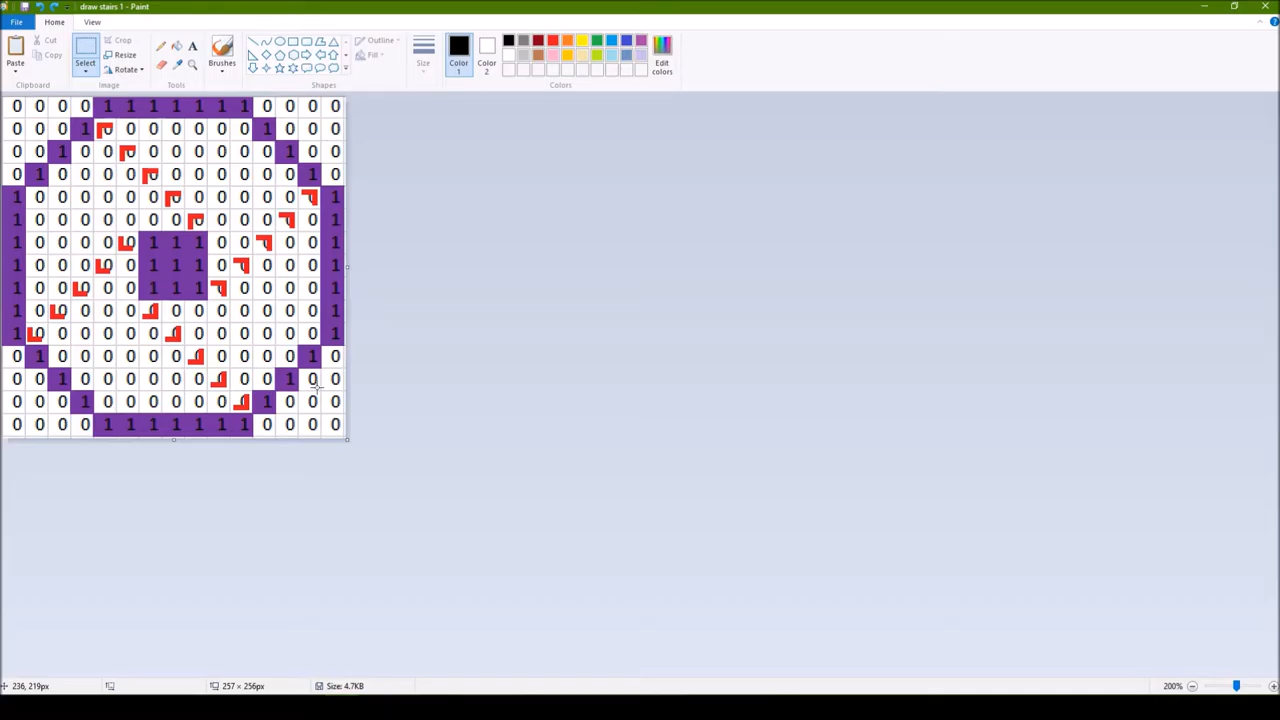 draw stairs 1 - Paint
File Home View
Paste Cut Copy Select Crop Resize Rotate A Brushes Outline Fill Size Color 1 Color 2 Edit colors
Clipboard Image Tools Shapes Colors
0 0 0 0 1 1 1 1 1 1 1 0 0 0 0
0 0 0 1 0 0 0 0 0 0 0 1 0 0 0
0 0 1 0 0 0 0 0 0 0 0 0 1 0 0
0 1 0 0 0 0 0 0 0 0 0 0 0 1 0
1 0 0 0 0 0 0 0 0 0 0 0 0 0 1
1 0 0 0 0 0 0 0 0 0 0 0 0 0 1
1 0 0 0 0 0 1 1 1 0 0 0 0 0 1
1 0 0 0 0 0 1 1 1 0 0 0 0 0 1
1 0 0 0 0 0 1 1 1 0 0 0 0 0 1
1 0 0 0 0 0 0 0 0 0 0 0 0 0 1
1 0 0 0 0 0 0 0 0 0 0 0 0 0 1
0 1 0 0 0 0 0 0 0 0 0 0 0 1 0
0 0 1 0 0 0 0 0 0 0 0 0 1 0 0
0 0 0 1 0 0 0 0 0 0 0 1 0 0 0
0 0 0 0 1 1 1 1 1 1 1 0 0 0 0
236, 219px 257 × 256px Size: 4.7KB 200%